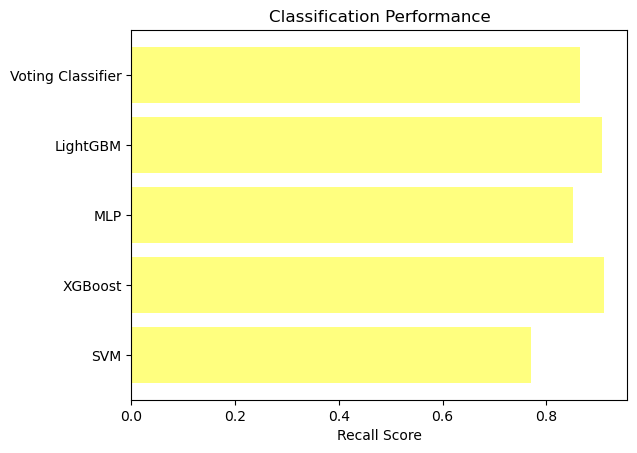 Classification Performance
Voting Classifier
LightGBM
MLP
XGBoost
SVM
0.0 0.2 0.4 0.6 0.8
Recall Score